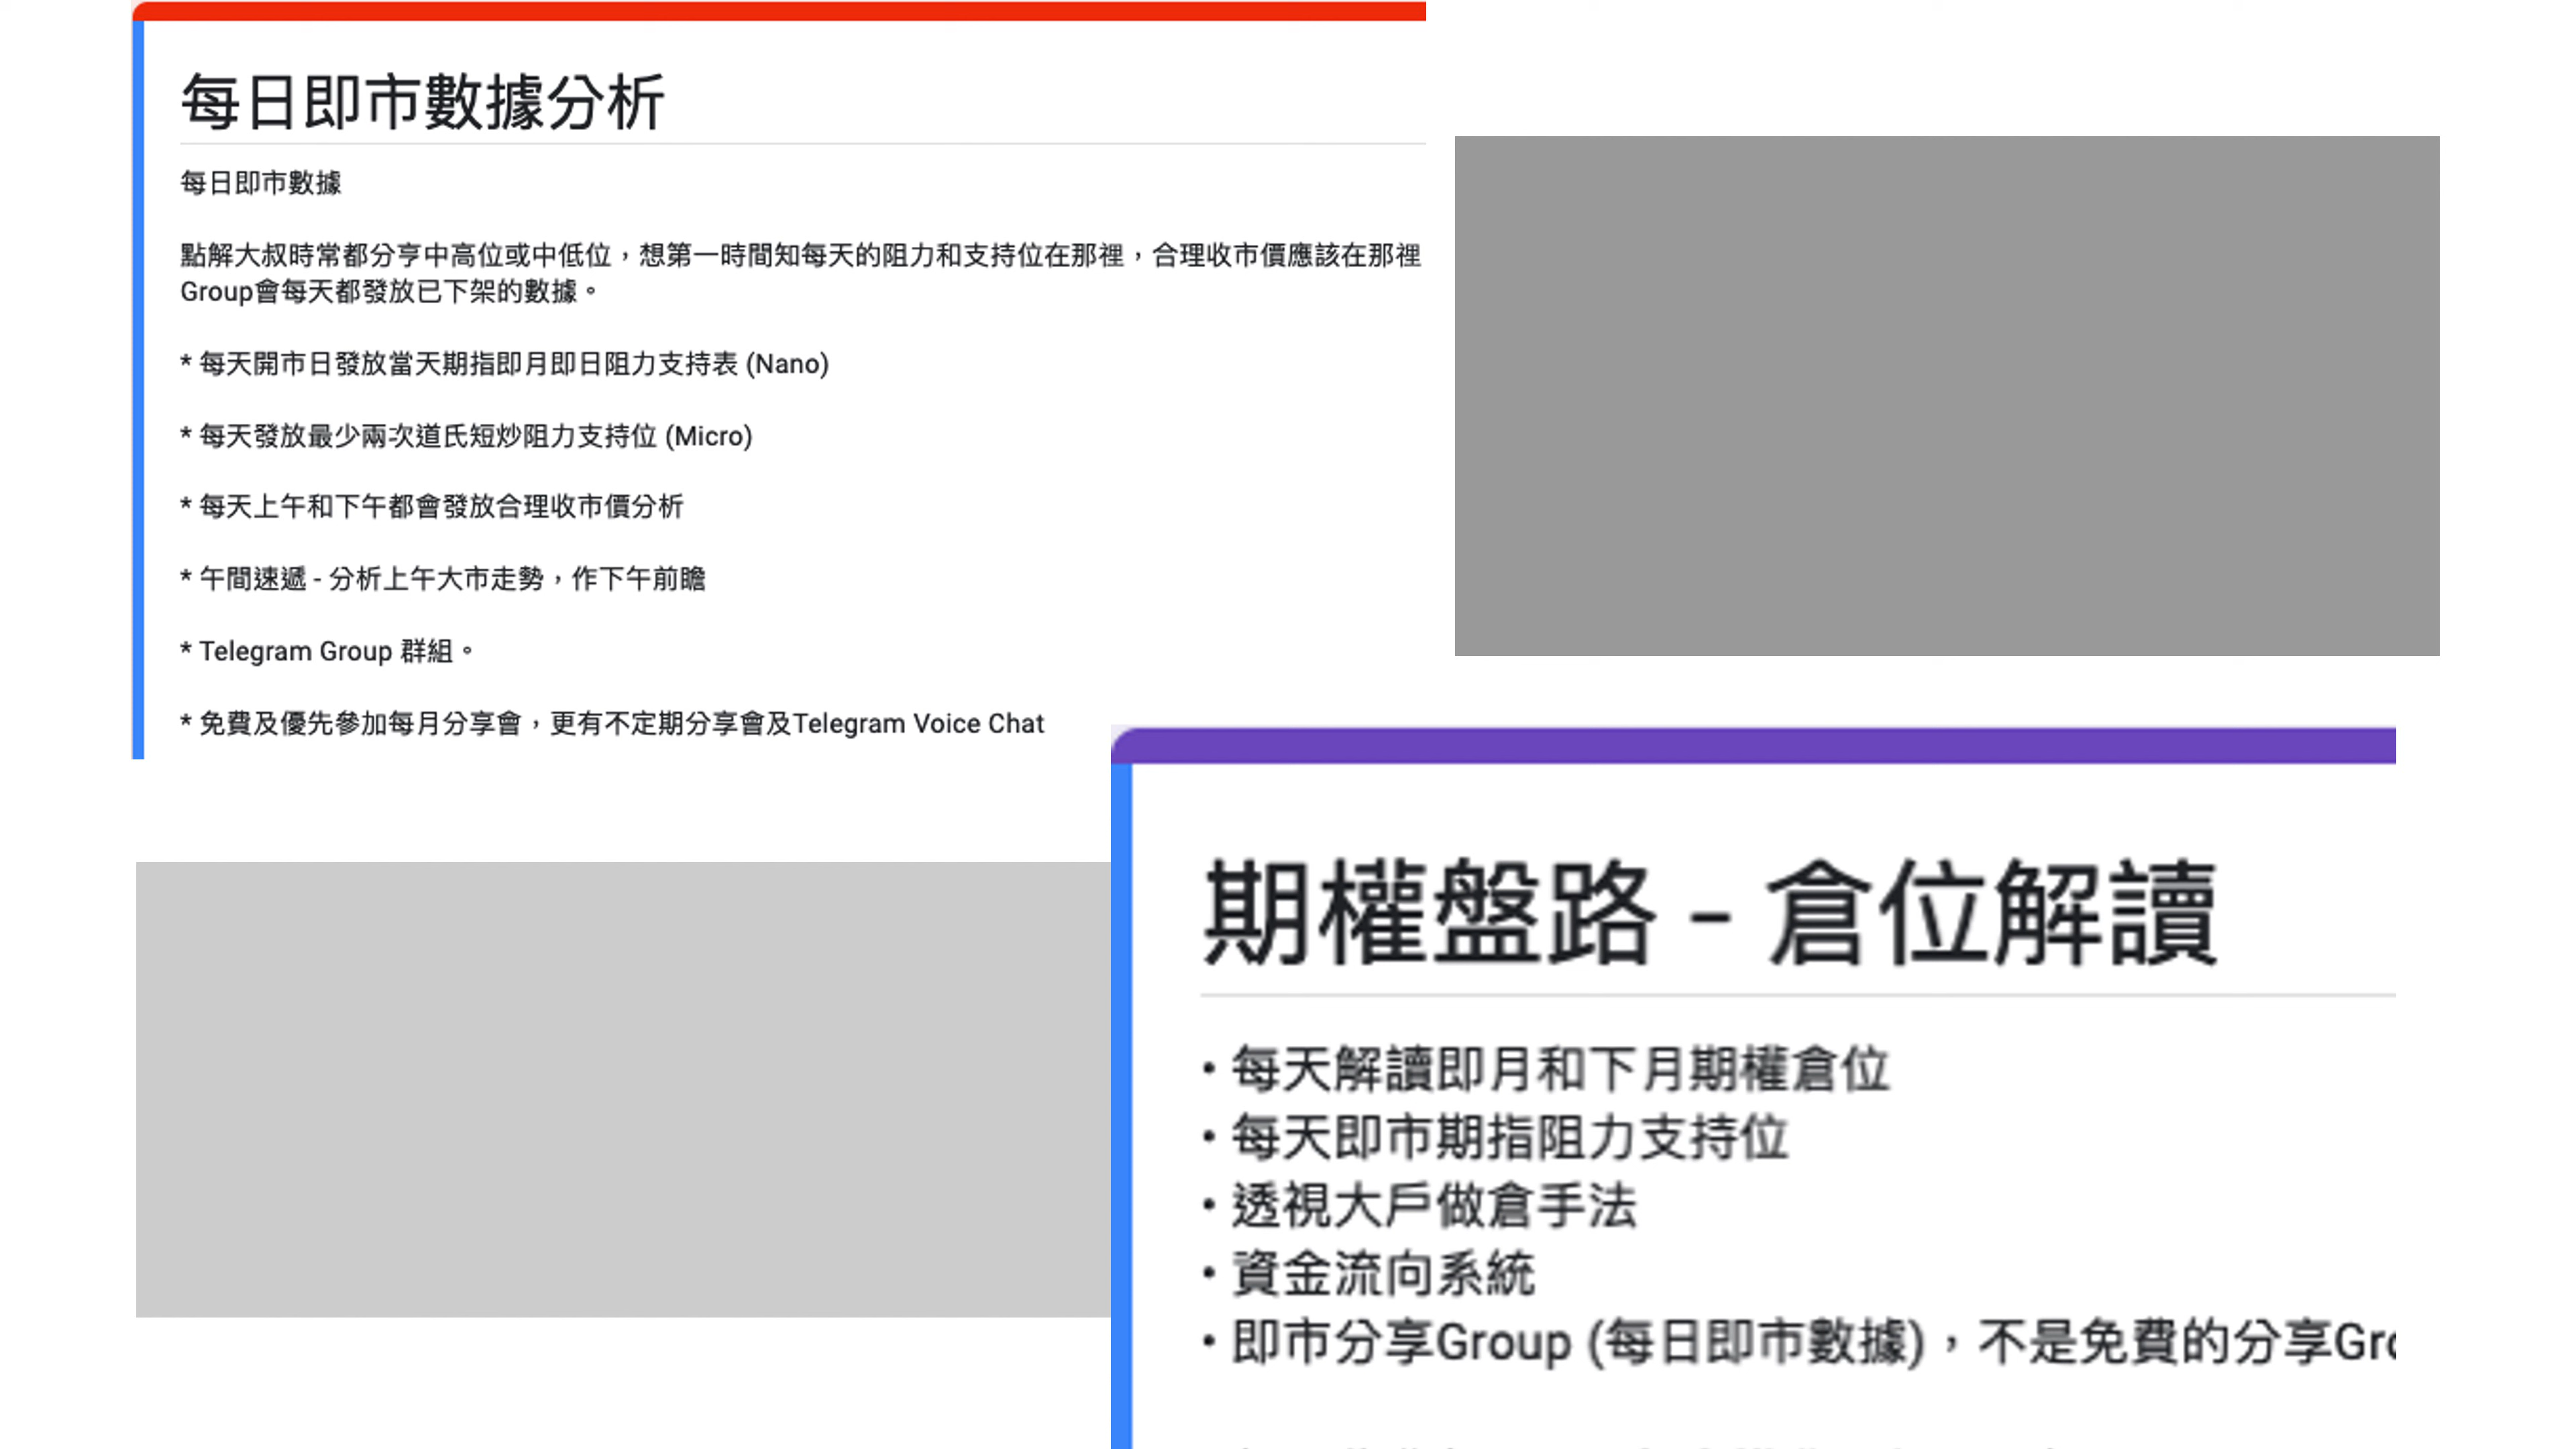 每日即市數據分析
每日即市數據
點解大叔時常都分亨中高位或中低位，想第一時間知每天的阻力和支持位在那裡，合理收市價應該在那裡
Group會每天都發放已下架的數據。
* 每天開市日發放當天期指即月即日阻力支持表 (Nano)
* 每天發放最少兩次道氏短炒阻力支持位 (Micro)
* 每天上午和下午都會發放合理收市價分析
* 午間速遞 - 分析上午大市走勢，作下午前瞻
* Telegram Group 群組。
* 免費及優先參加每月分享會，更有不定期分享會及Telegram Voice Chat
期權盤路 - 倉位解讀
• 每天解讀即月和下月期權倉位
• 每天即市期指阻力支持位
• 透視大戶做倉手法
• 資金流向系統
• 即市分享Group (每日即市數據)，不是免費的分享Gro